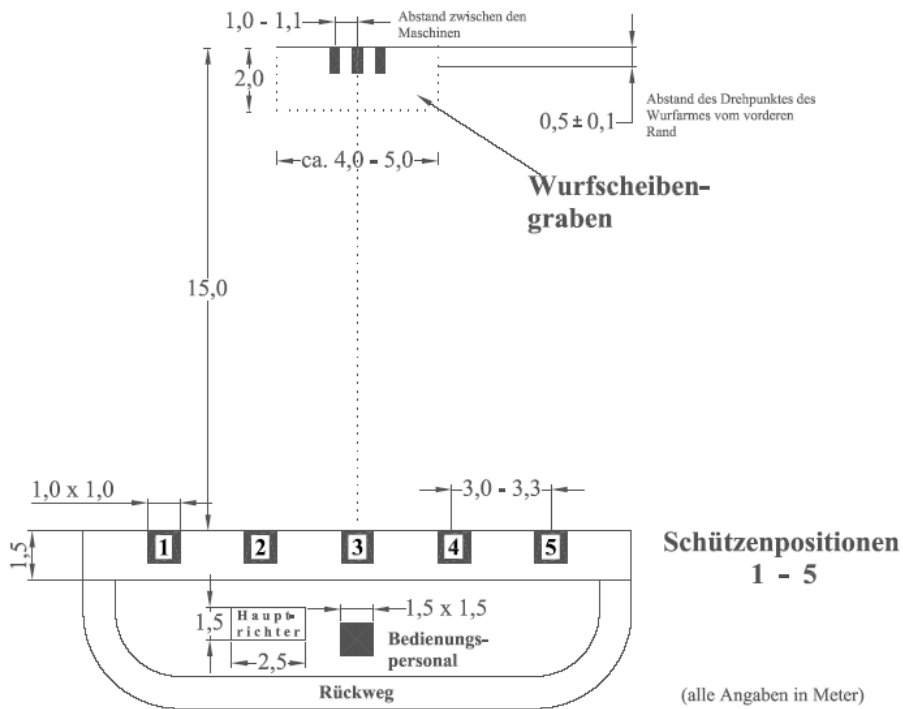 1,0 - 1,1
Abstand zwischen den
Maschinen
2,0
0,5 ± 0,1
Abstand des Drehpunktes des
Wurfarmes vom vorderen
Rand
ca. 4,0 - 5,0
Wurfscheiben-
graben
15,0
1,0 x 1,0
3,0 - 3,3
1,5
1
2
3
4
5
Schützenpositionen
1 - 5
1,5
Haupt-
richter
1,5 x 1,5
2,5
Bedienungs-
personal
Rückweg
(alle Angaben in Meter)